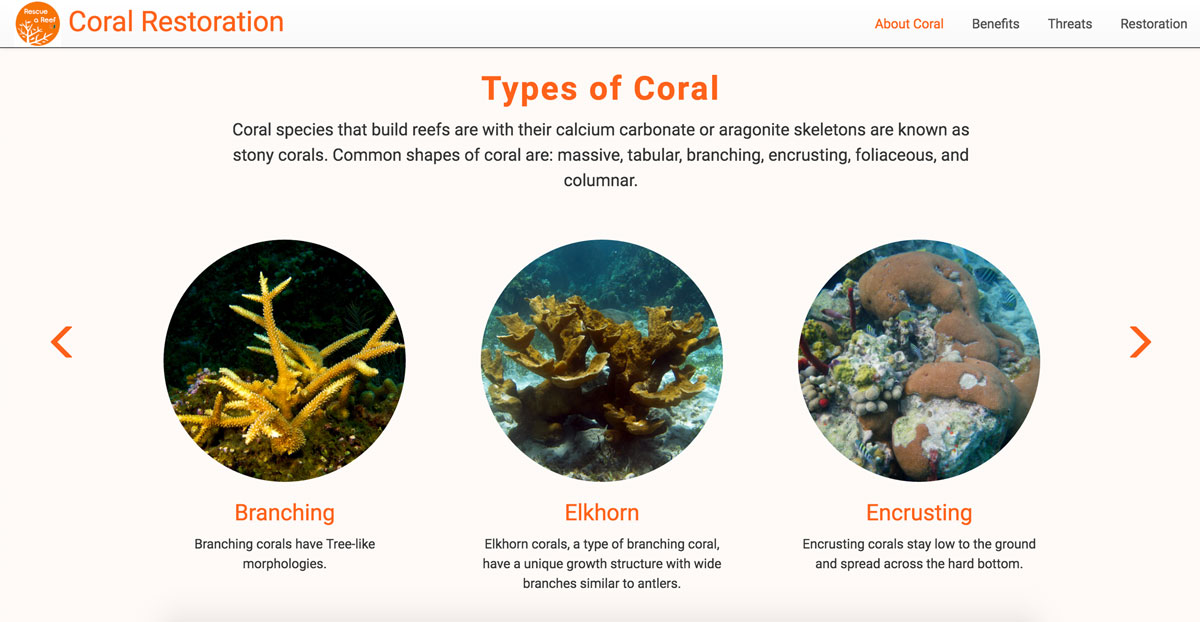 Rescue
a Reef
Coral Restoration
About Coral
Benefits
Threats
Restoration
Types of Coral
Coral species that build reefs are with their calcium carbonate or aragonite skeletons are known as
stony corals. Common shapes of coral are: massive, tabular, branching, encrusting, foliaceous, and
columnar.
Branching
Branching corals have Tree-like
morphologies.
Elkhorn
Elkhorn corals, a type of branching coral,
have a unique growth structure with wide
branches similar to antlers.
Encrusting
Encrusting corals stay low to the ground
and spread across the hard bottom.